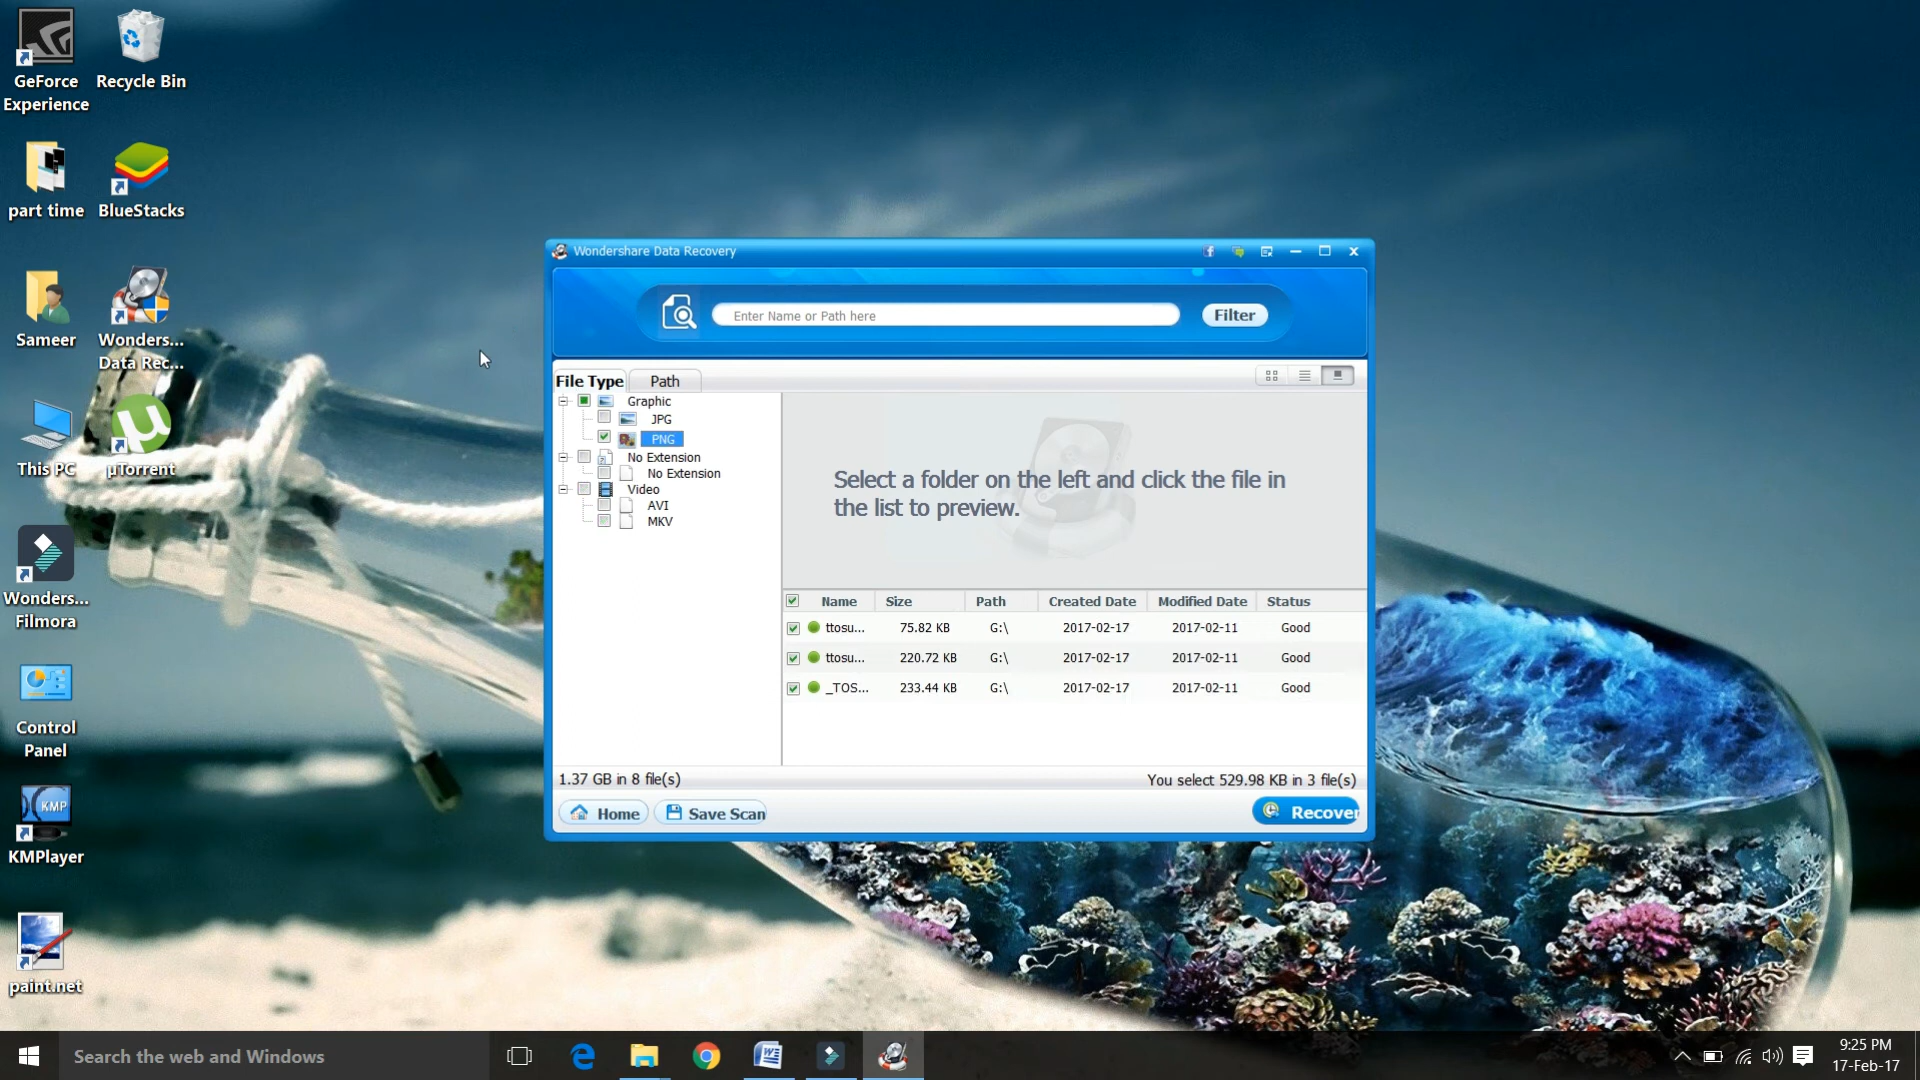 GeForce
Experience
Recycle Bin
part time
BlueStacks
Sameer
Wonders...
Data Rec...
This PC
µTorrent
Wonders...
Filmora
Control
Panel
KMP
KMPlayer
paint.net
Wondershare Data Recovery
Enter Name or Path here
Filter
File Type
Path
Graphic
JPG
PNG
No Extension
No Extension
Video
AVI
MKV
Select a folder on the left and click the file in
the list to preview.
Name Size Path Created Date Modified Date Status
ttosu... 75.82 KB G:\ 2017-02-17 2017-02-11 Good
ttosu... 220.72 KB G:\ 2017-02-17 2017-02-11 Good
_TOS... 233.44 KB G:\ 2017-02-17 2017-02-11 Good
1.37 GB in 8 file(s)
You select 529.98 KB in 3 file(s)
Home
Save Scan
Recover
Search the web and Windows
9:25 PM
17-Feb-17